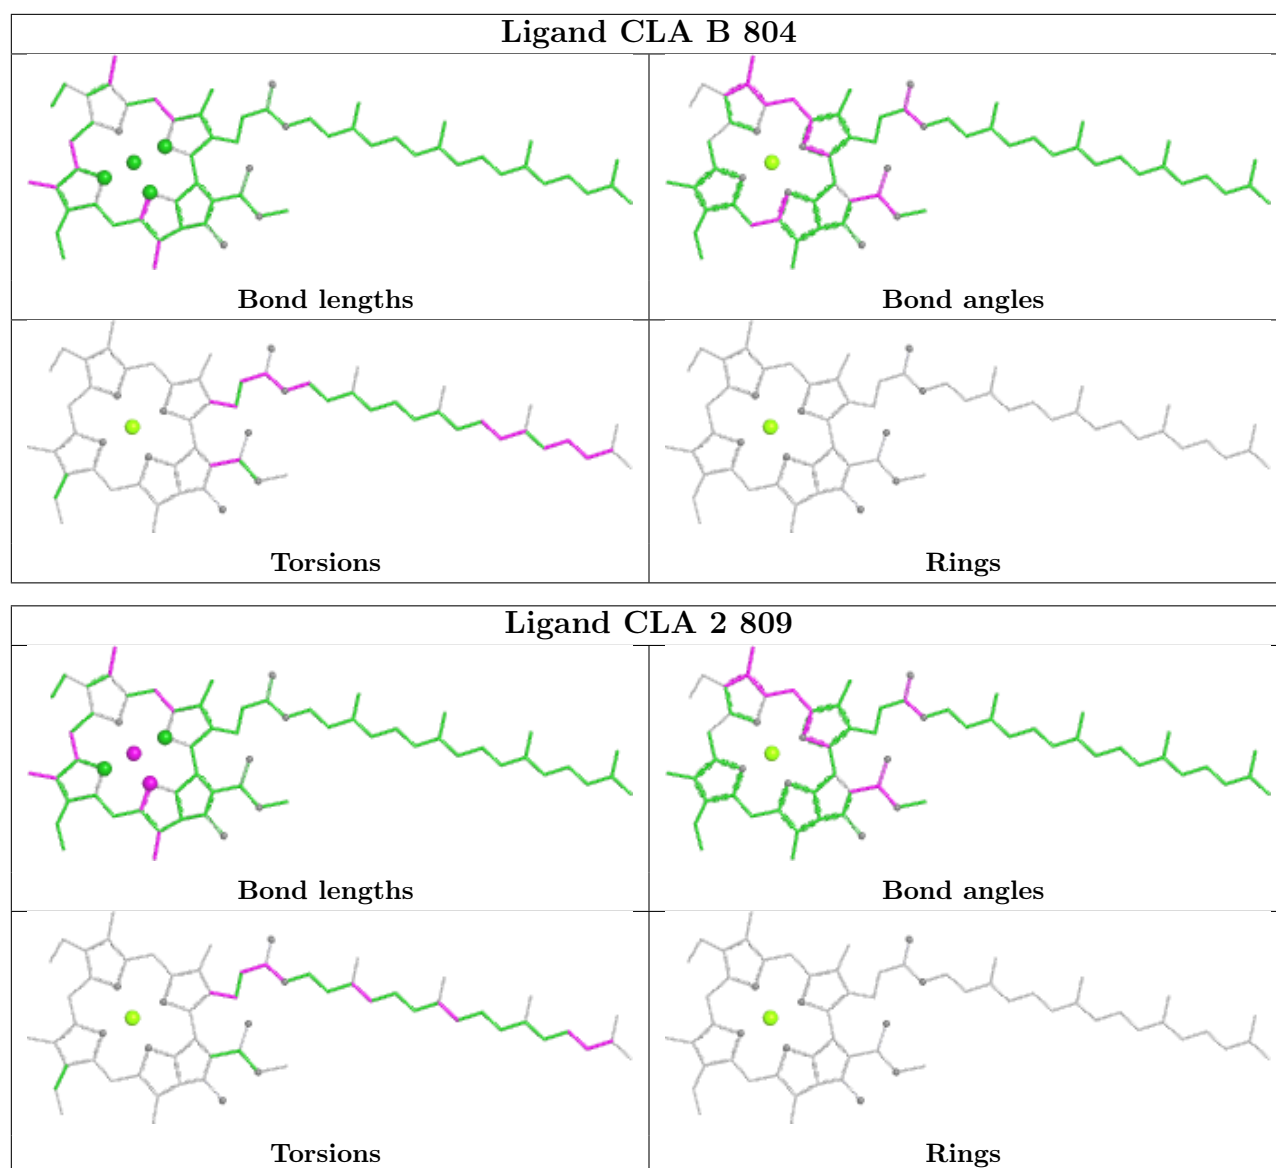 Ligand CLA B 804
Bond lengths
Bond angles
Torsions
Rings
Ligand CLA 2 809
Bond lengths
Bond angles
Torsions
Rings